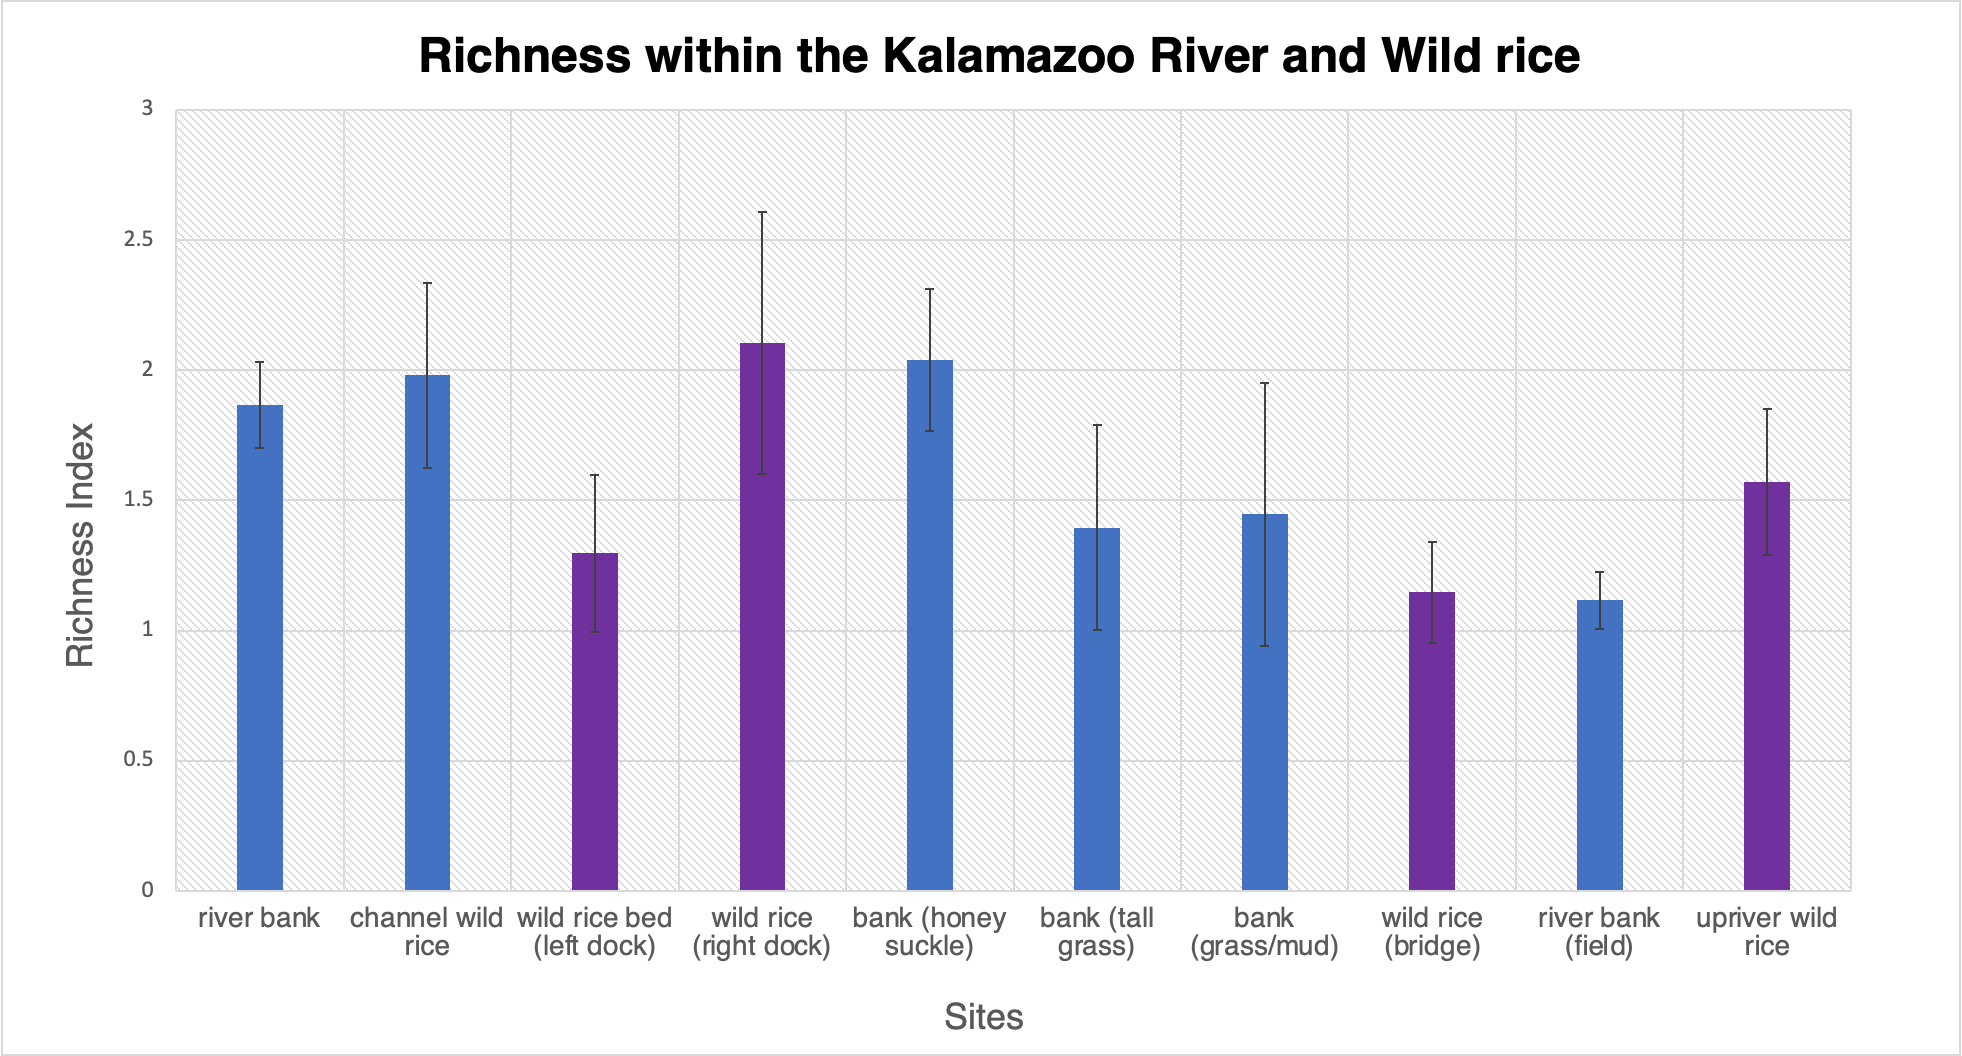 Richness within the Kalamazoo River and Wild rice
3
2.5
2
1.5
1
0.5
0
Richness Index
river bank
channel wild
rice
wild rice bed
(left dock)
wild rice
(right dock)
bank (honey
suckle)
bank (tall
grass)
bank
(grass/mud)
wild rice
(bridge)
river bank
(field)
upriver wild
rice
Sites